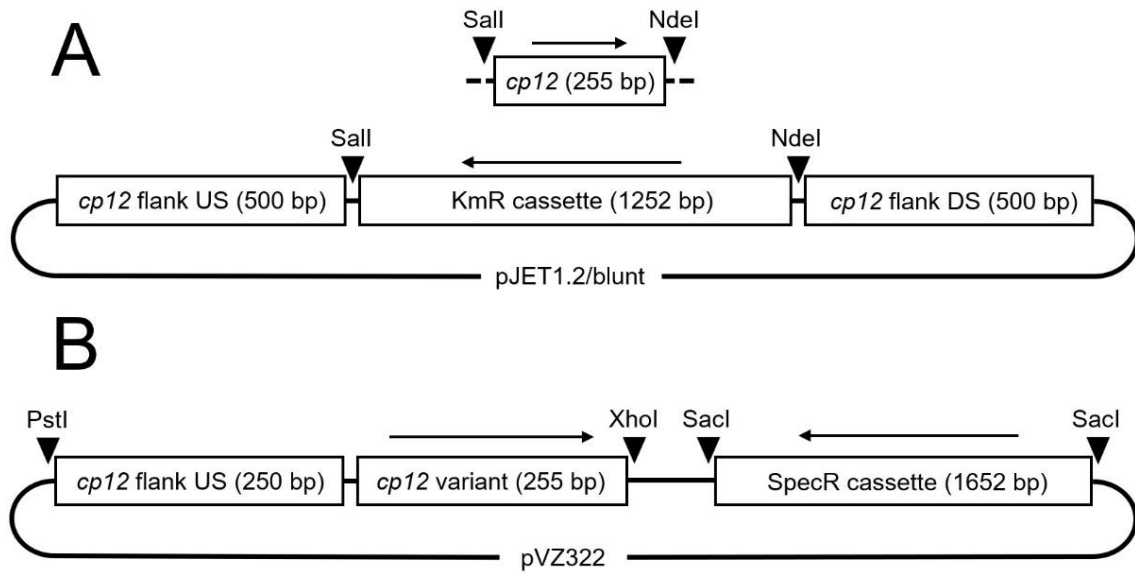 A
SalI NdeI
cp12 (255 bp)
SalI NdeI
cp12 flank US (500 bp) KmR cassette (1252 bp) cp12 flank DS (500 bp)
pJET1.2/blunt
B
PstI XhoI SacI SacI
cp12 flank US (250 bp) cp12 variant (255 bp) SpecR cassette (1652 bp)
pVZ322